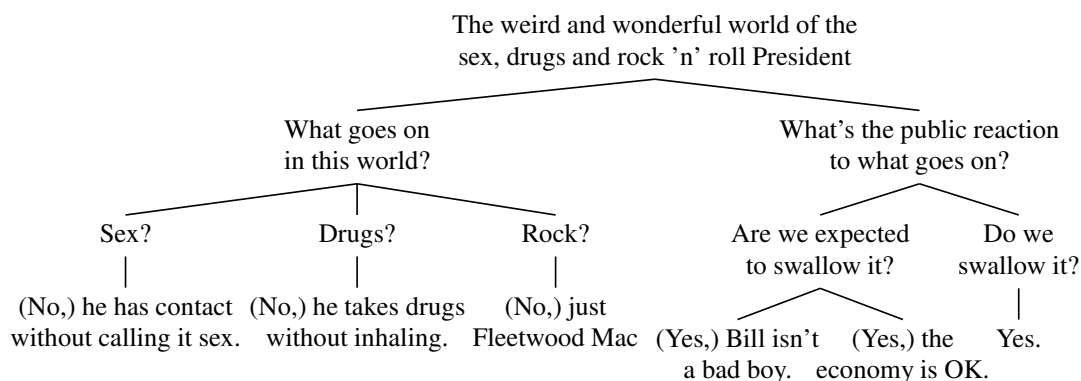 The weird and wonderful world of the
sex, drugs and rock ’n’ roll President
What goes on
in this world?
What's the public reaction
to what goes on?
Sex?
Drugs?
Rock?
Are we expected
to swallow it?
Do we
swallow it?
(No,) he has contact
without calling it sex.
(No,) he takes drugs
without inhaling.
(No,) just
Fleetwood Mac
(Yes,) Bill isn't
a bad boy.
(Yes,) the
economy is OK.
Yes.